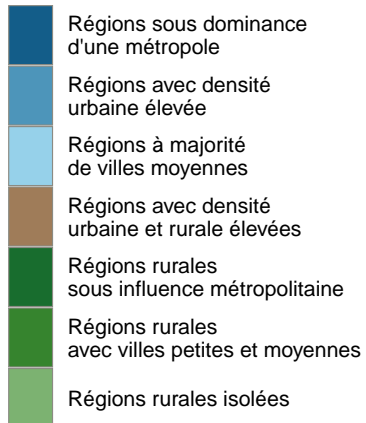 Régions sous dominance
d'une métropole
Régions avec densité
urbaine élevée
Régions à majorité
de villes moyennes
Régions avec densité
urbaine et rurale élevées
Régions rurales
sous influence métropolitaine
Régions rurales
avec villes petites et moyennes
Régions rurales isolées